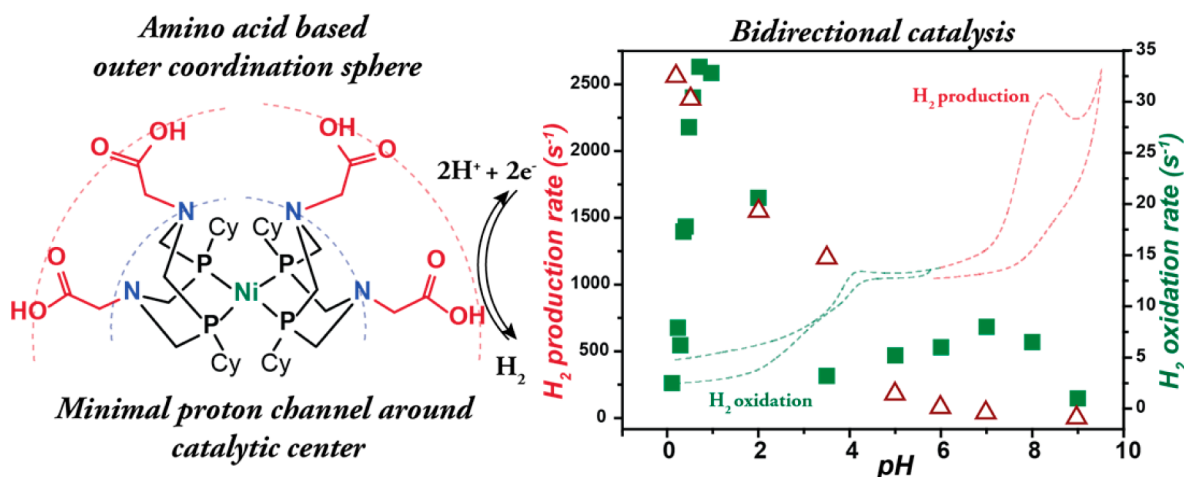 Amino acid based
outer coordination sphere
OH
OH
O
O
N
N
Cy
Cy
O
O
P
P
HO
N
Ni
N
OH
P
P
Cy
Cy
2H⁺ + 2e⁻
H₂
Minimal proton channel around
catalytic center
Bidirectional catalysis
H₂ production rate (s⁻¹)
2500
2000
1500
1000
500
0
H₂ production
H₂ oxidation
0
2
4
6
8
10
pH
35
30
25
20
15
10
5
0
H₂ oxidation rate (s⁻¹)